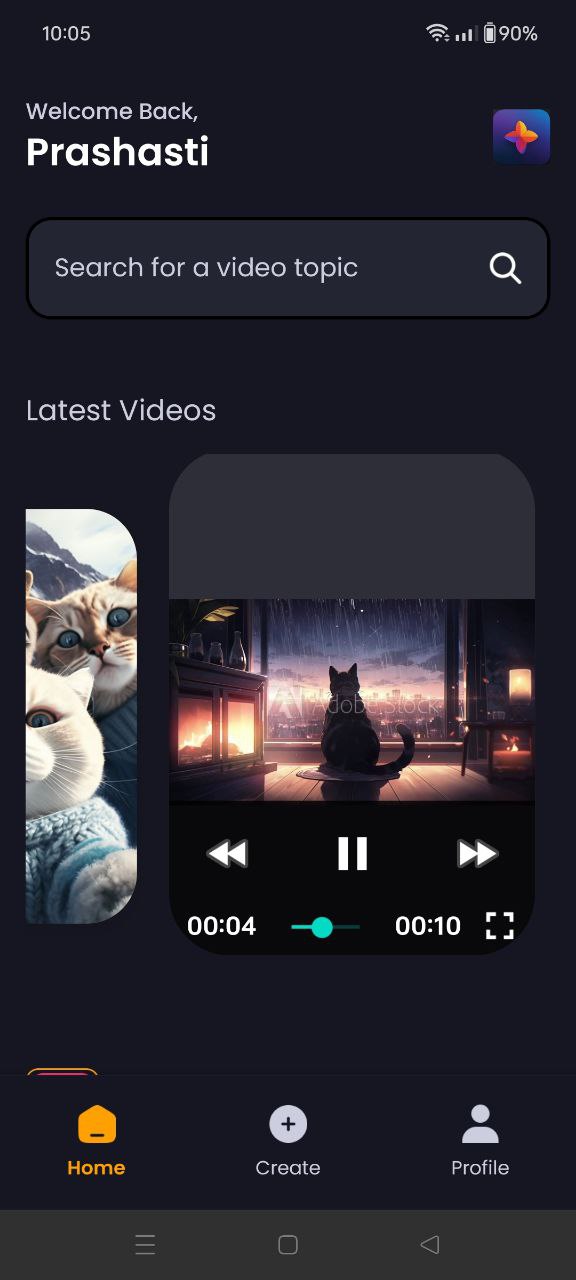 10:05
90%
Welcome Back,
Prashasti
Search for a video topic
Latest Videos
Adobe Stock
00:04
00:10
Home
Create
Profile